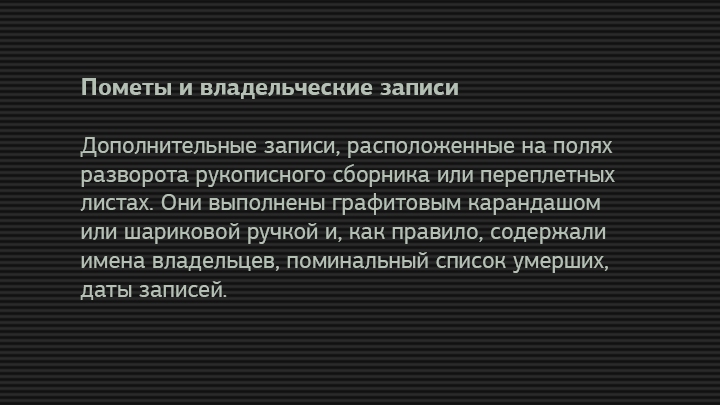 Пометы и владельческие записи
Дополнительные записи, расположенные на полях
разворота рукописного сборника или переплетных
листах. Они выполнены графитовым карандашом
или шариковой ручкой и, как правило, содержали
имена владельцев, поминальный список умерших,
даты записей.